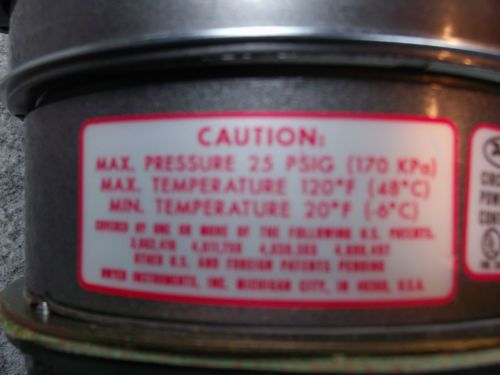 CAUTION:
MAX. PRESSURE 25 PSIG (170 KPa)
MAX. TEMPERATURE 120°F (48°C)
MIN. TEMPERATURE 20°F (-6°C)
COVERED BY ONE OR MORE OF THE FOLLOWING U.S. PATENTS.
OTHER U.S. AND FOREIGN PATENTS PENDING
DWYER INSTRUMENTS, INC. MICHIGAN CITY, IN 46360, U.S.A.